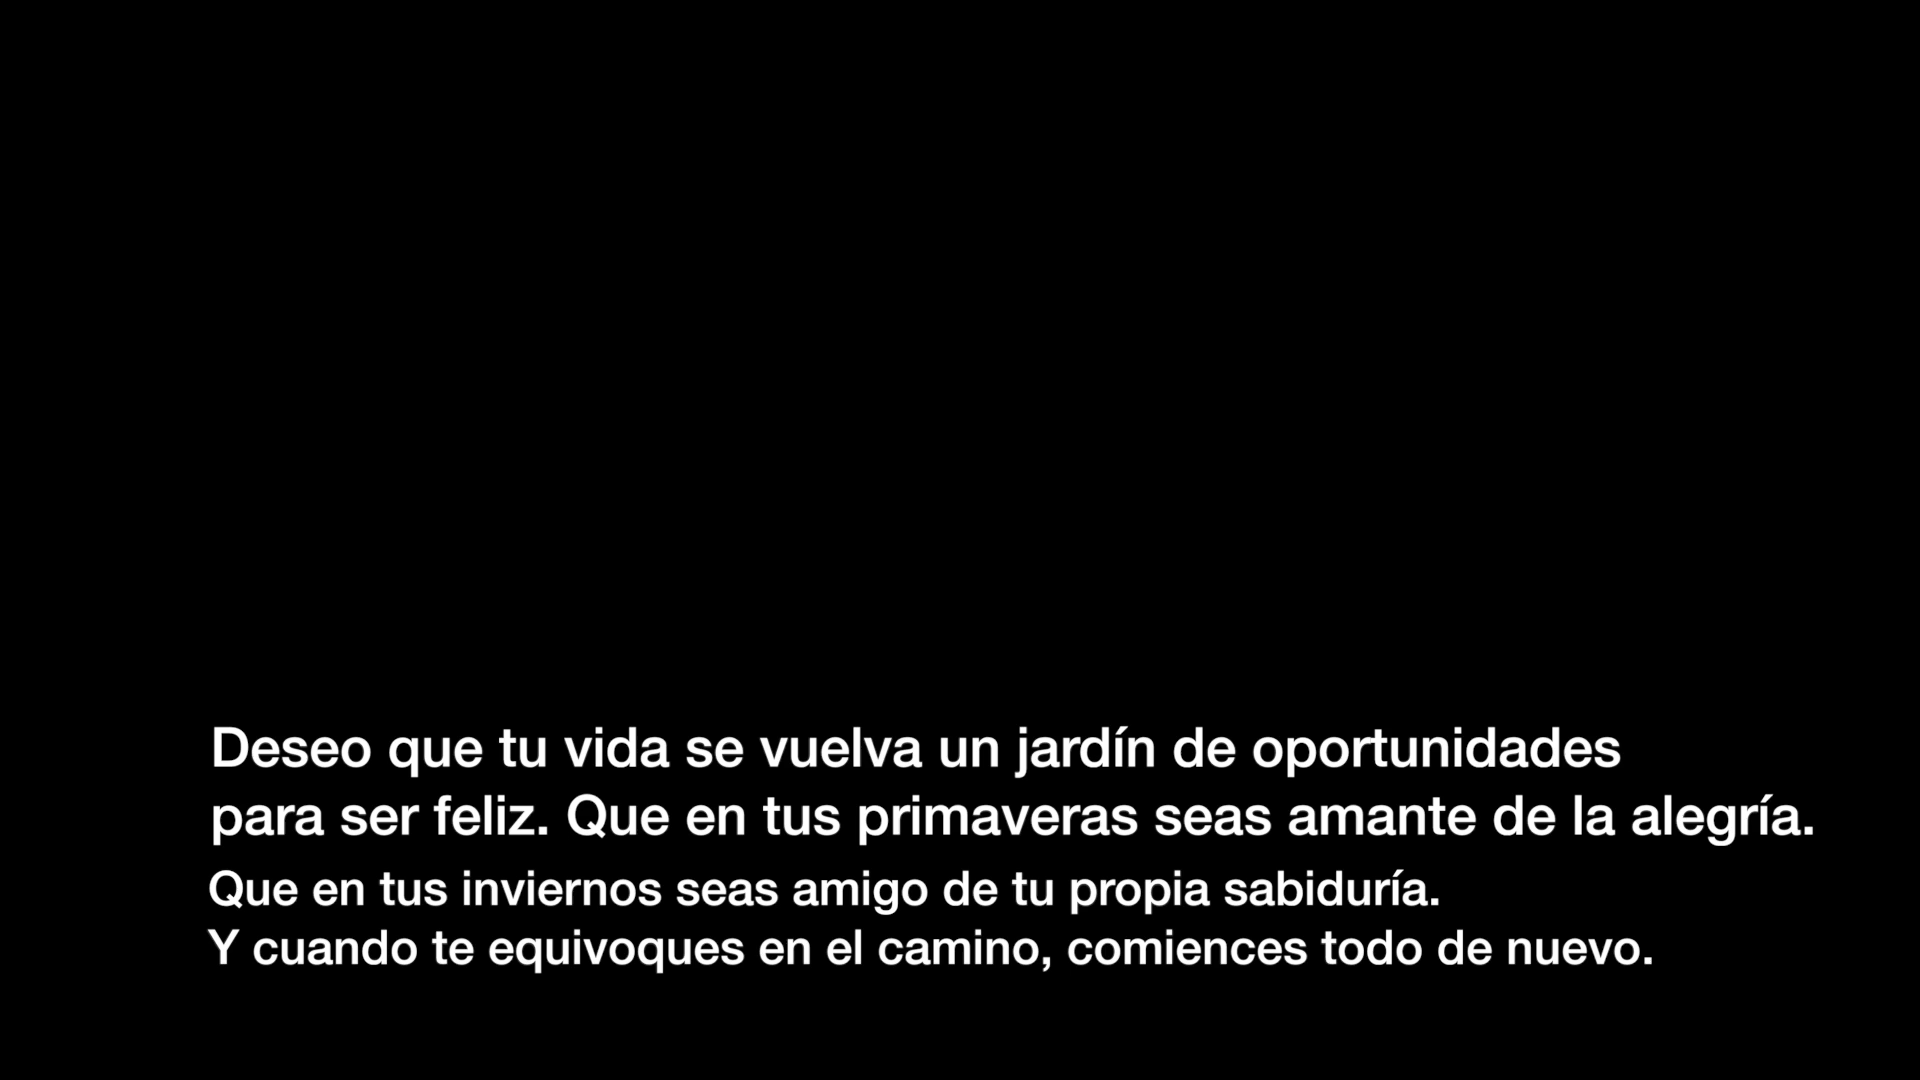 Deseo que tu vida se vuelva un jardín de oportunidades
para ser feliz. Que en tus primaveras seas amante de la alegría.
Que en tus inviernos seas amigo de tu propia sabiduría.
Y cuando te equivoques en el camino, comiences todo de nuevo.